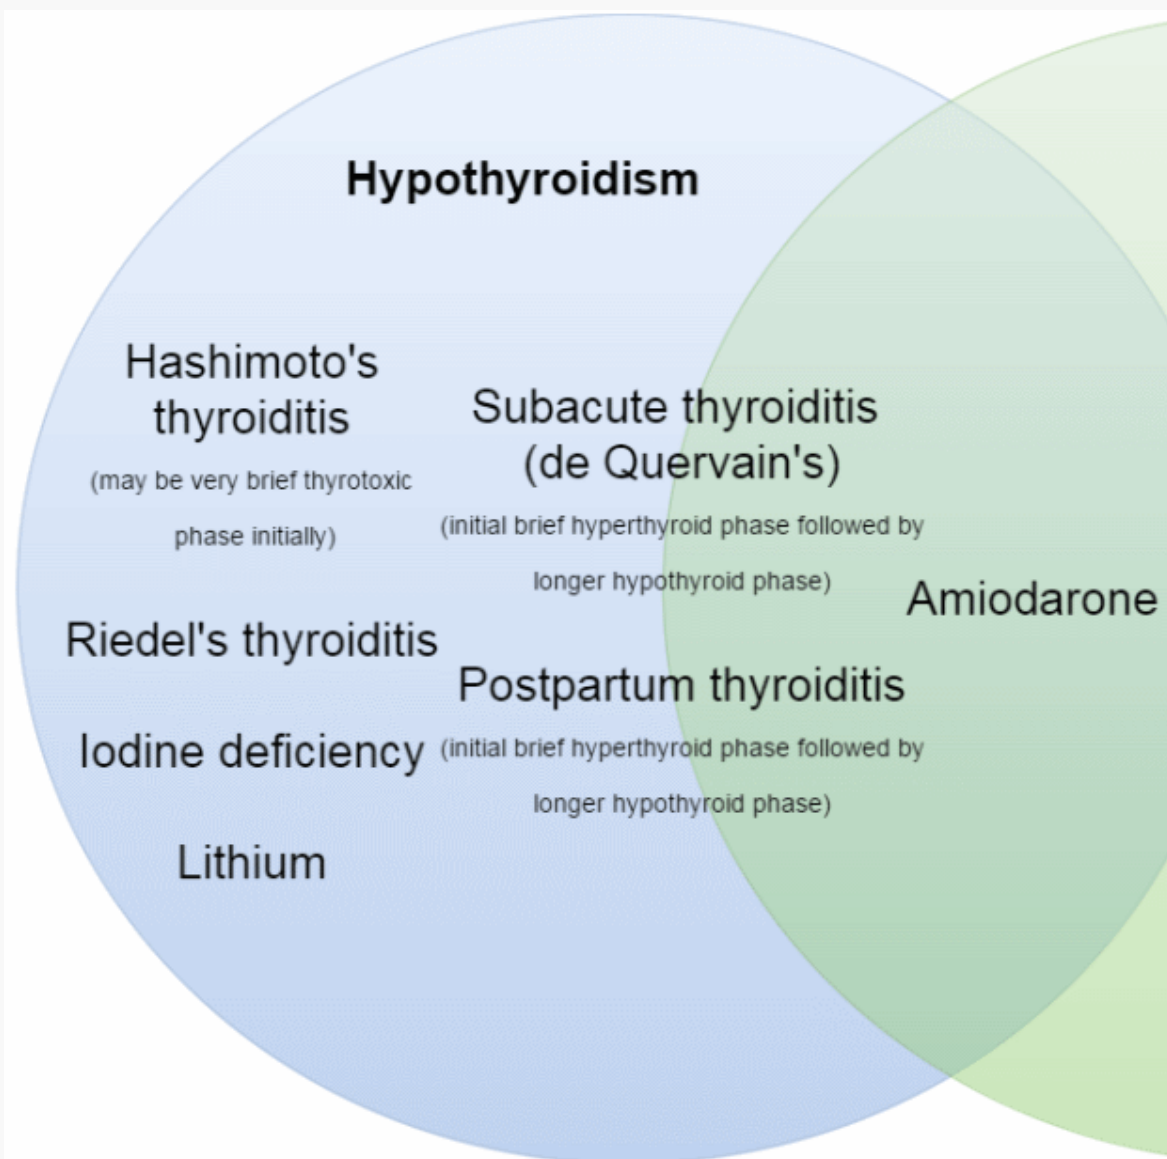 Hypothyroidism
Hashimoto's
thyroiditis
(may be very brief thyrotoxic
phase initially)
Riedel's thyroiditis
Iodine deficiency
Lithium
Subacute thyroiditis
(de Quervain's)
(initial brief hyperthyroid phase followed by
longer hypothyroid phase)
Postpartum thyroiditis
(initial brief hyperthyroid phase followed by
longer hypothyroid phase)
Amiodarone